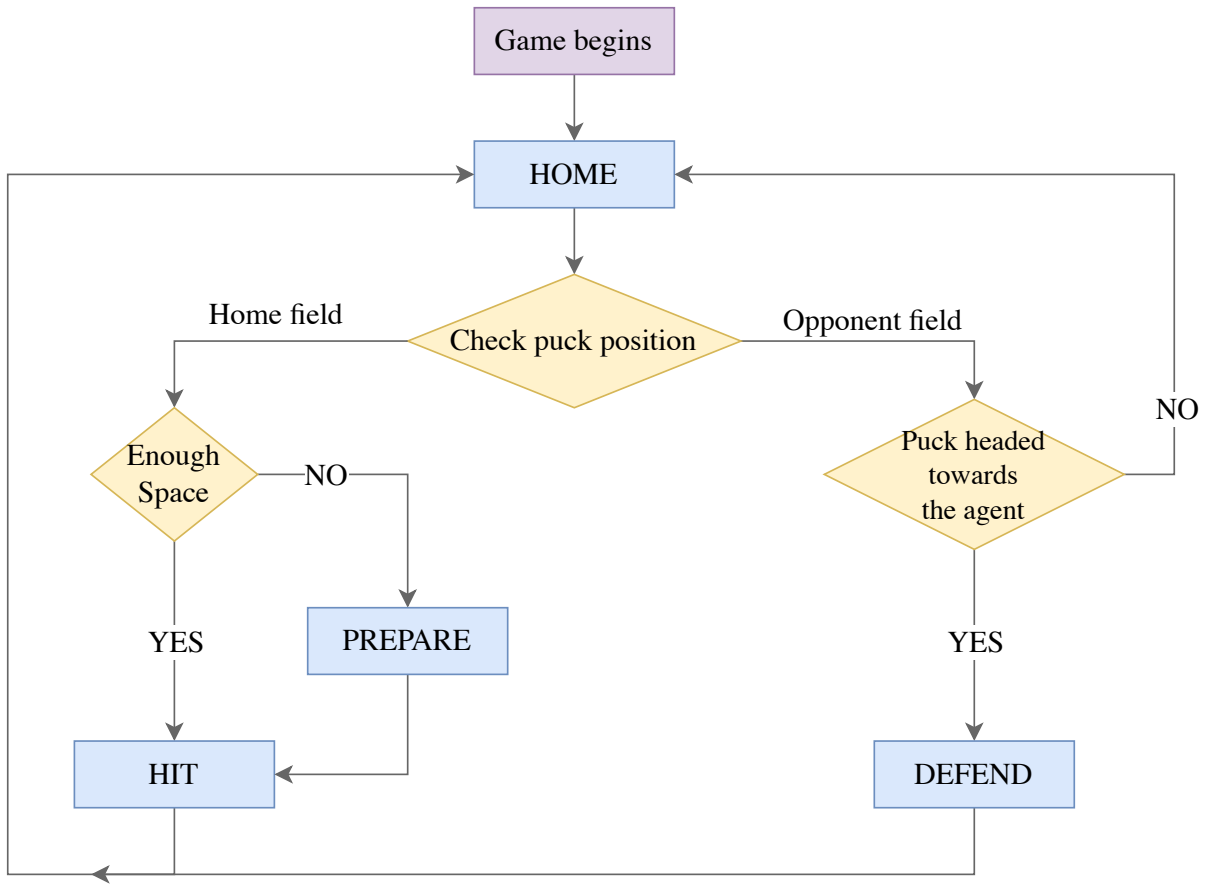 Game begins
HOME
Home field
Opponent field
Check puck position
NO
Enough
Space
NO
Puck headed
towards
the agent
YES
PREPARE
YES
HIT
DEFEND